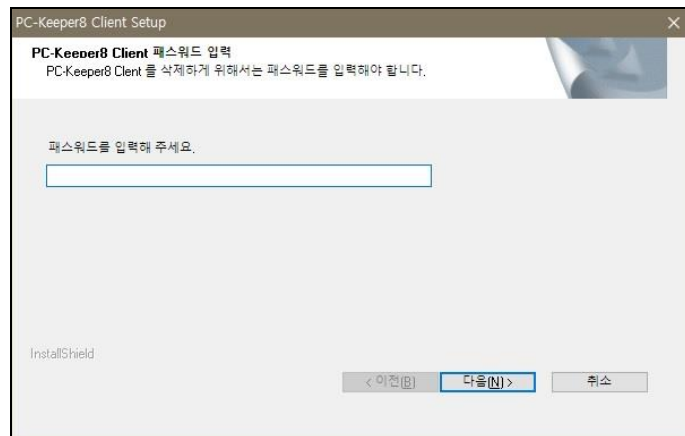 PC-Keeper8 Client Setup
PC-Keeper8 Client 패스워드 입력
PC-Keeper8 Clent 를 삭제하게 위해서는 패스워드를 입력해야 합니다.
패스워드를 입력해 주세요.
InstallShield
< 이전(B) 다음(N) > 취소